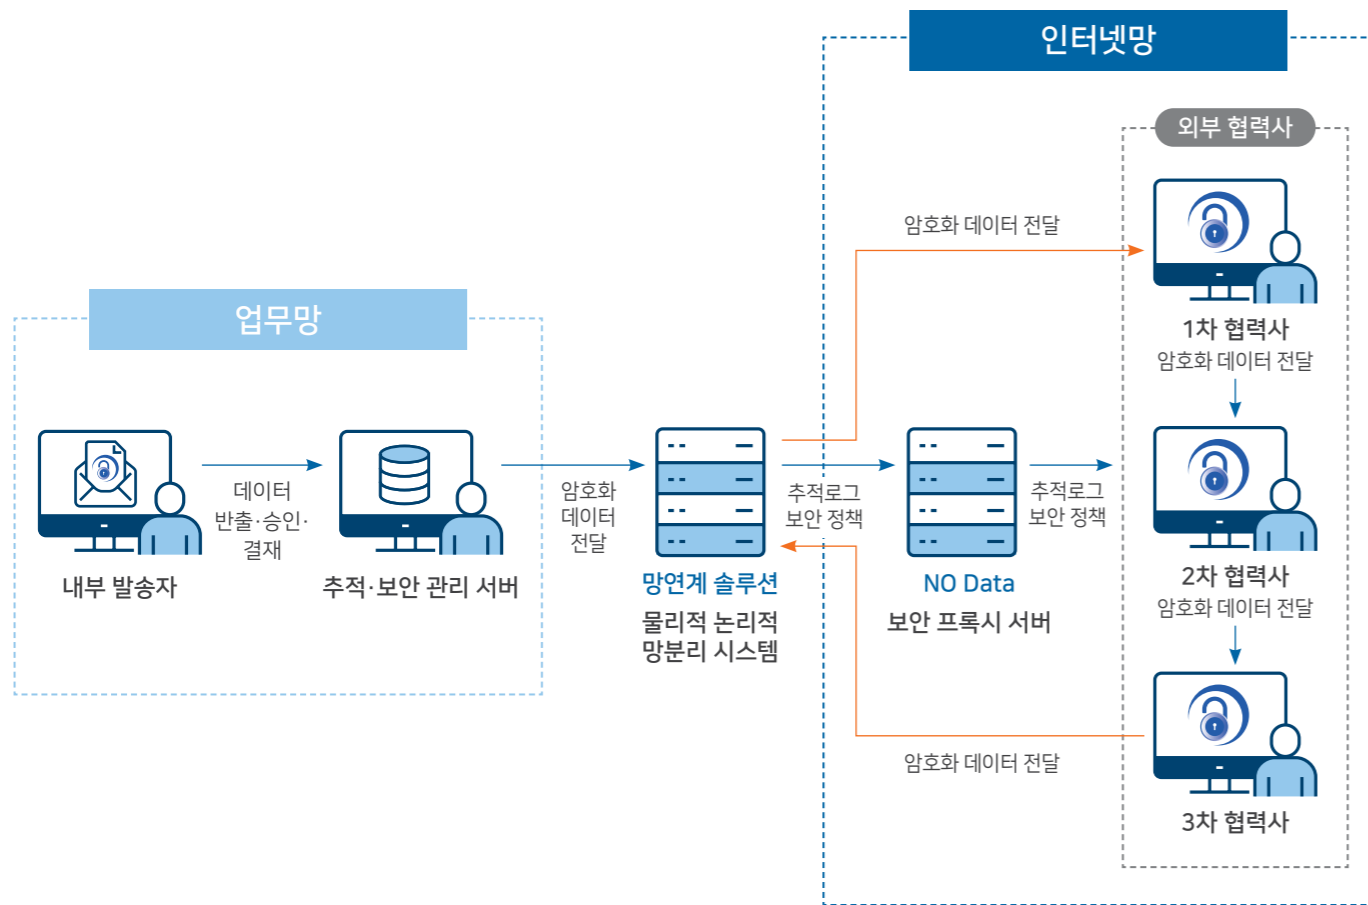 인터넷망
외부 협력사
암호화 데이터 전달
1차 협력사
암호화 데이터 전달
업무망
데이터
반출·승인·
결재
내부 발송자
추적·보안 관리 서버
암호화
데이터
전달
망연계 솔루션
물리적 논리적
망분리 시스템
추적로그
보안 정책
NO Data
보안 프록시 서버
추적로그
보안 정책
2차 협력사
암호화 데이터 전달
암호화 데이터 전달
3차 협력사